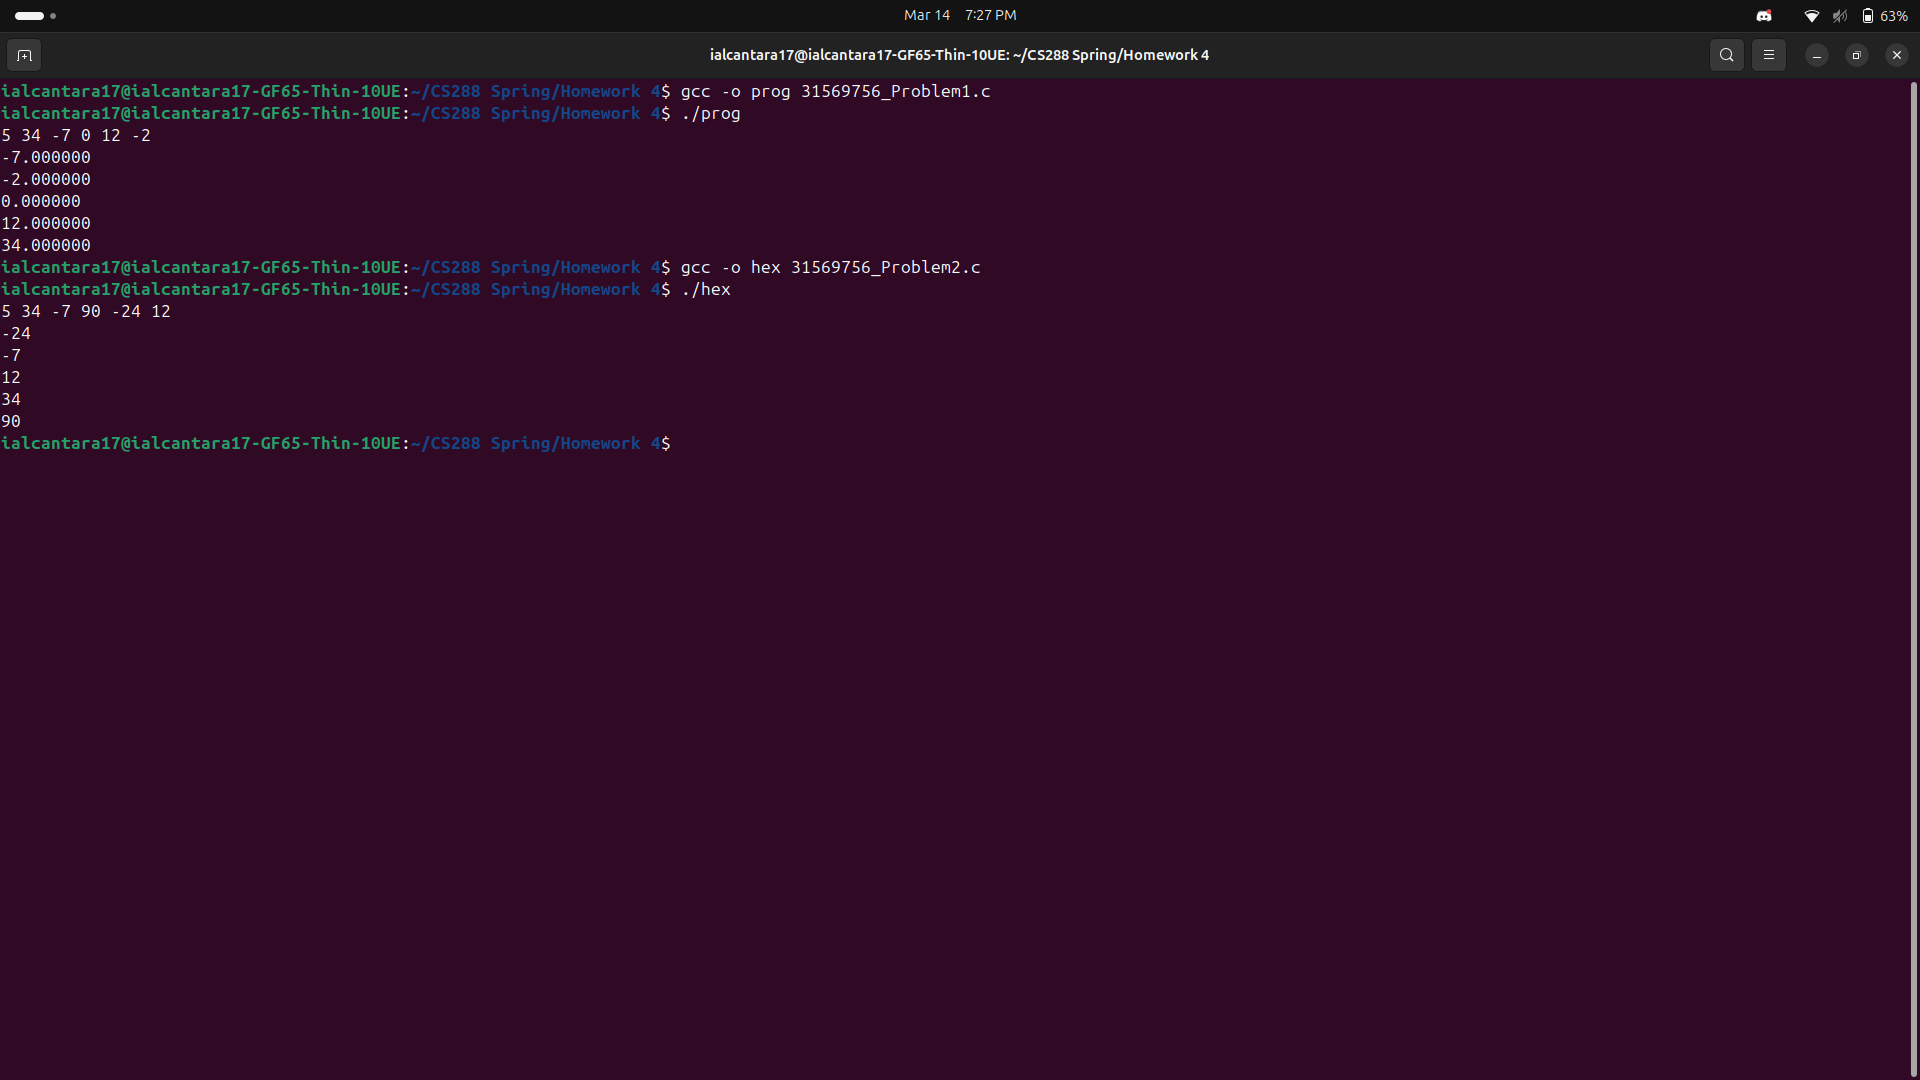 Mar 14 7:27 PM
63%
ialcantara17@ialcantara17-GF65-Thin-10UE: ~/CS288 Spring/Homework 4
ialcantara17@ialcantara17-GF65-Thin-10UE:~/CS288 Spring/Homework 4$ gcc -o prog 31569756_Problem1.c
ialcantara17@ialcantara17-GF65-Thin-10UE:~/CS288 Spring/Homework 4$ ./prog
5 34 -7 0 12 -2
-7.000000
-2.000000
0.000000
12.000000
34.000000
ialcantara17@ialcantara17-GF65-Thin-10UE:~/CS288 Spring/Homework 4$ gcc -o hex 31569756_Problem2.c
ialcantara17@ialcantara17-GF65-Thin-10UE:~/CS288 Spring/Homework 4$ ./hex
5 34 -7 90 -24 12
-24
-7
12
34
90
ialcantara17@ialcantara17-GF65-Thin-10UE:~/CS288 Spring/Homework 4$